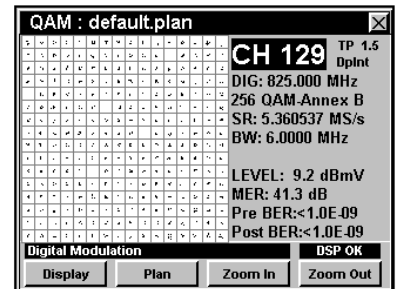 QAM : default.plan
CH 129
TP 1.5
DpInt
DIG: 825.000 MHz
256 QAM-Annex B
SR: 5.360537 MS/s
BW: 6.0000 MHz
LEVEL: 9.2 dBmV
MER: 41.3 dB
Pre BER:<1.0E-09
Post BER:<1.0E-09
Digital Modulation
DSP OK
Display
Plan
Zoom In
Zoom Out